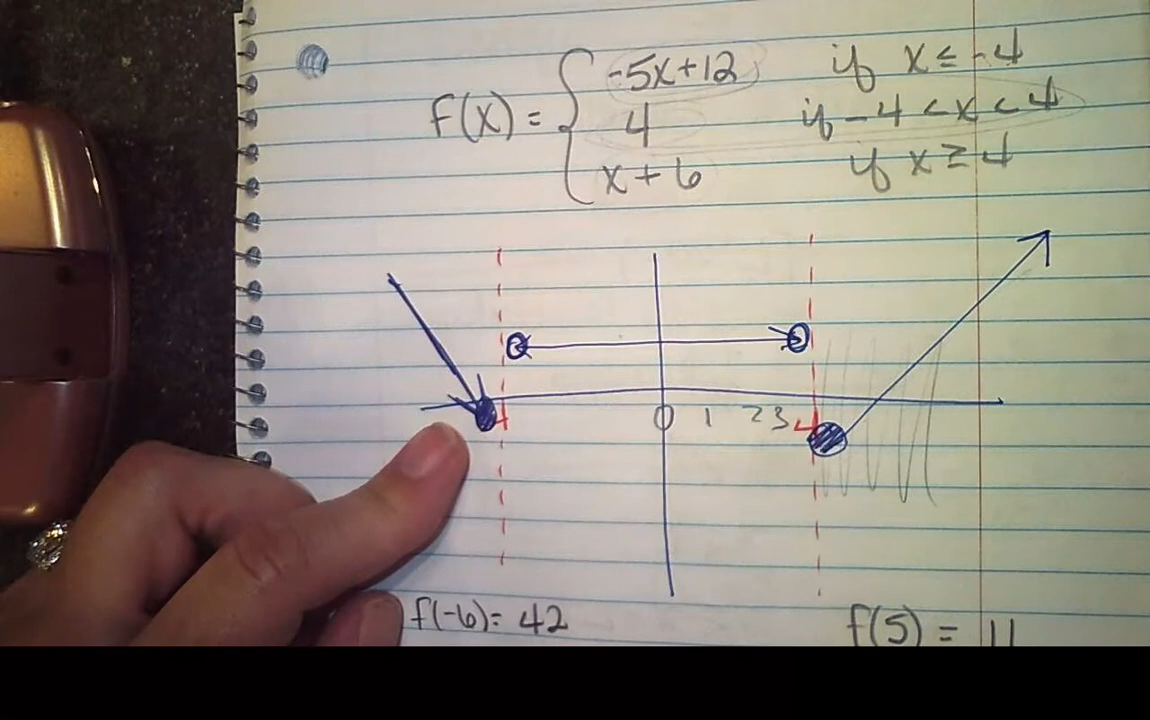 f(x) = { -5x+12 if x ≤ -4
4 if -4 < x < 4
x + 6 if x ≥ 4
0 1 2 3 4
f(-6) = 42 f(5) = 11